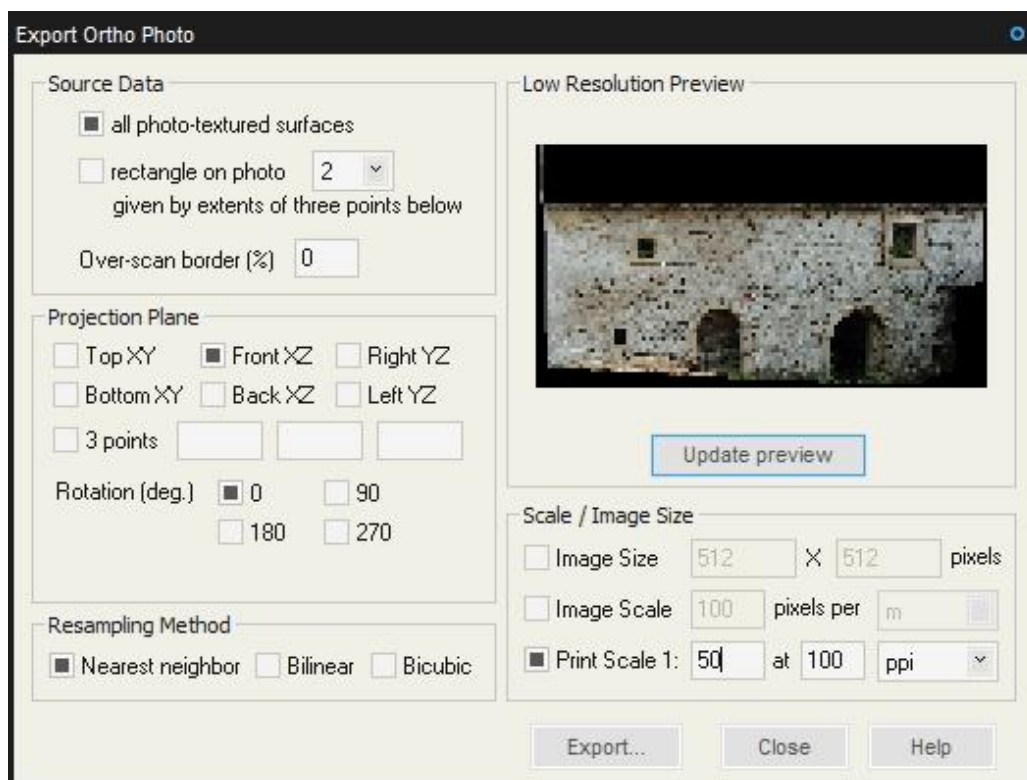 Export Ortho Photo
Source Data
all photo-textured surfaces
rectangle on photo 2
given by extents of three points below
Over-scan border (%) 0
Projection Plane
Top XY Front XZ Right YZ
Bottom XY Back XZ Left YZ
3 points
Rotation (deg.) 0 90
180 270
Resampling Method
Nearest neighbor Bilinear Bicubic
Low Resolution Preview
Update preview
Scale / Image Size
Image Size 512 X 512 pixels
Image Scale 100 pixels per m
Print Scale 1: 50 at 100 ppi
Export... Close Help